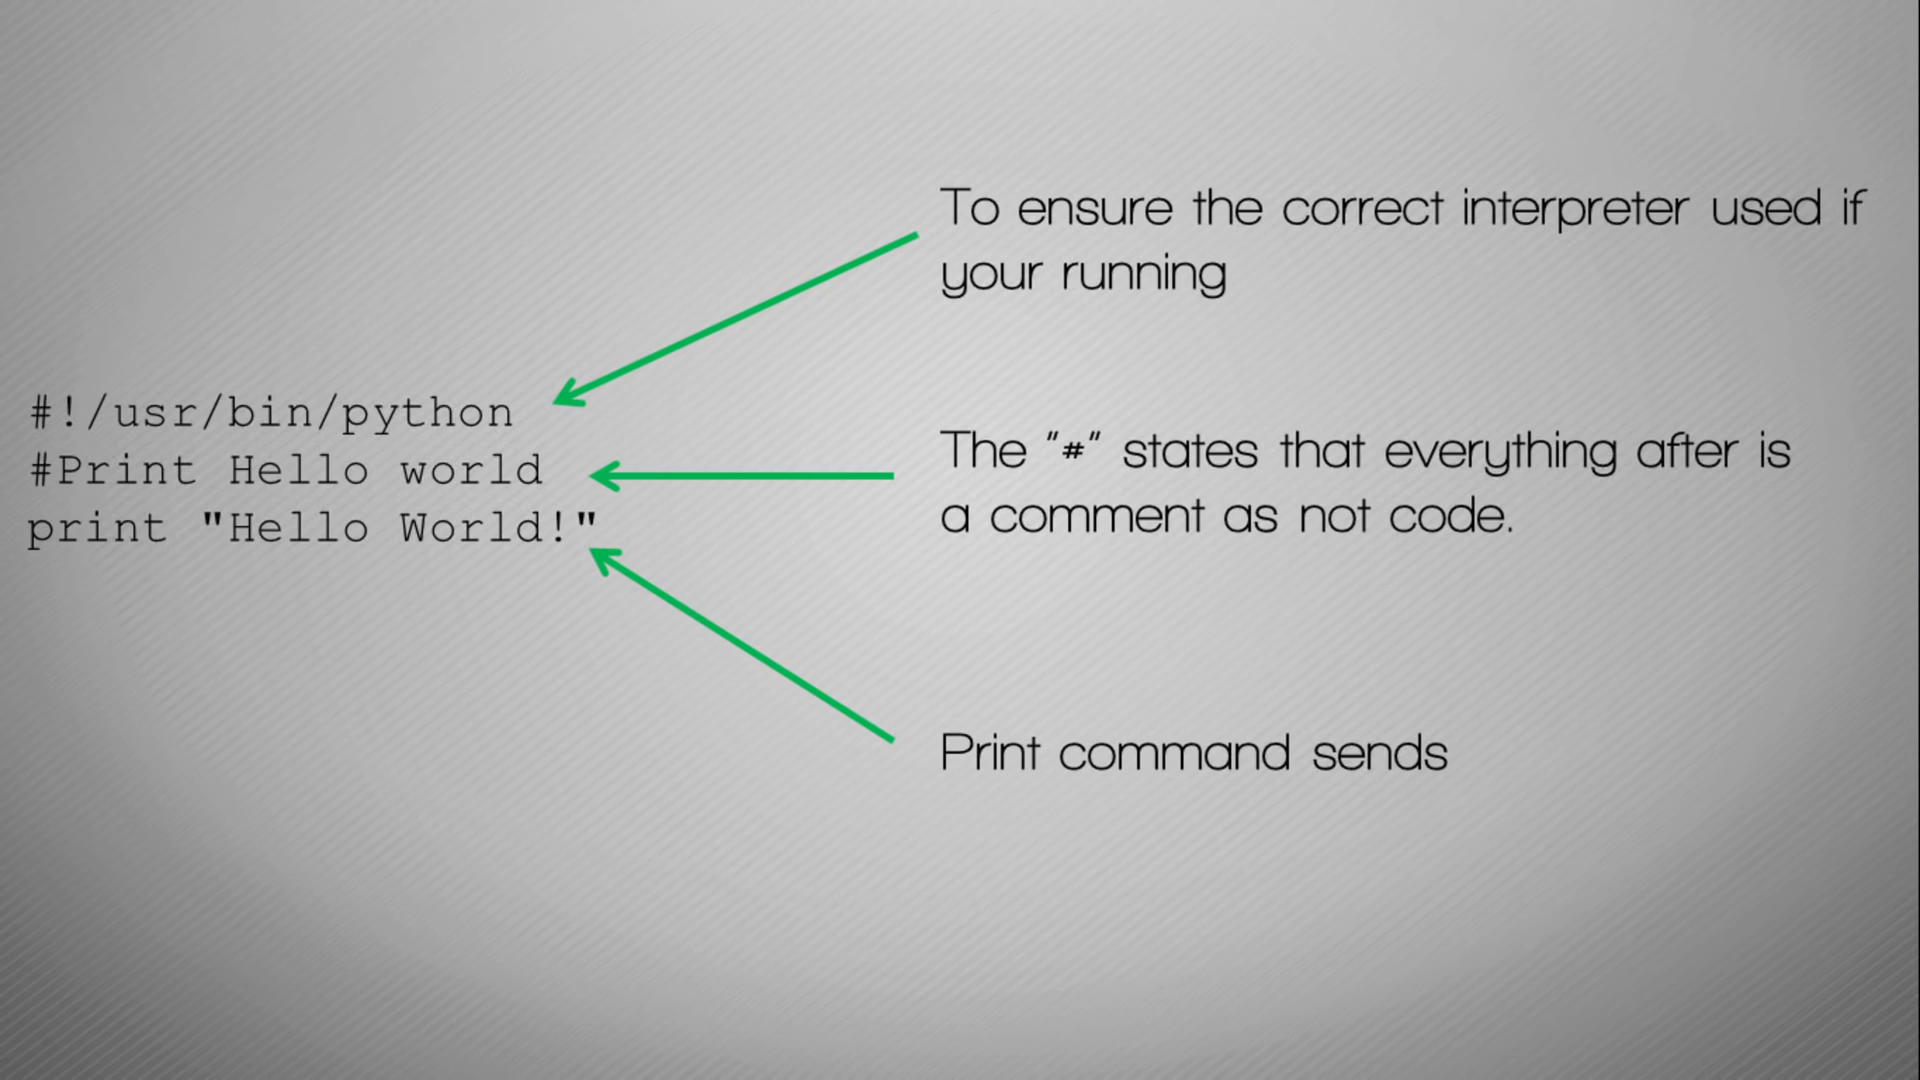 To ensure the correct interpreter used if
your running
#!/usr/bin/python
#Print Hello world
print "Hello World!"
The "#" states that everything after is
a comment as not code.
Print command sends